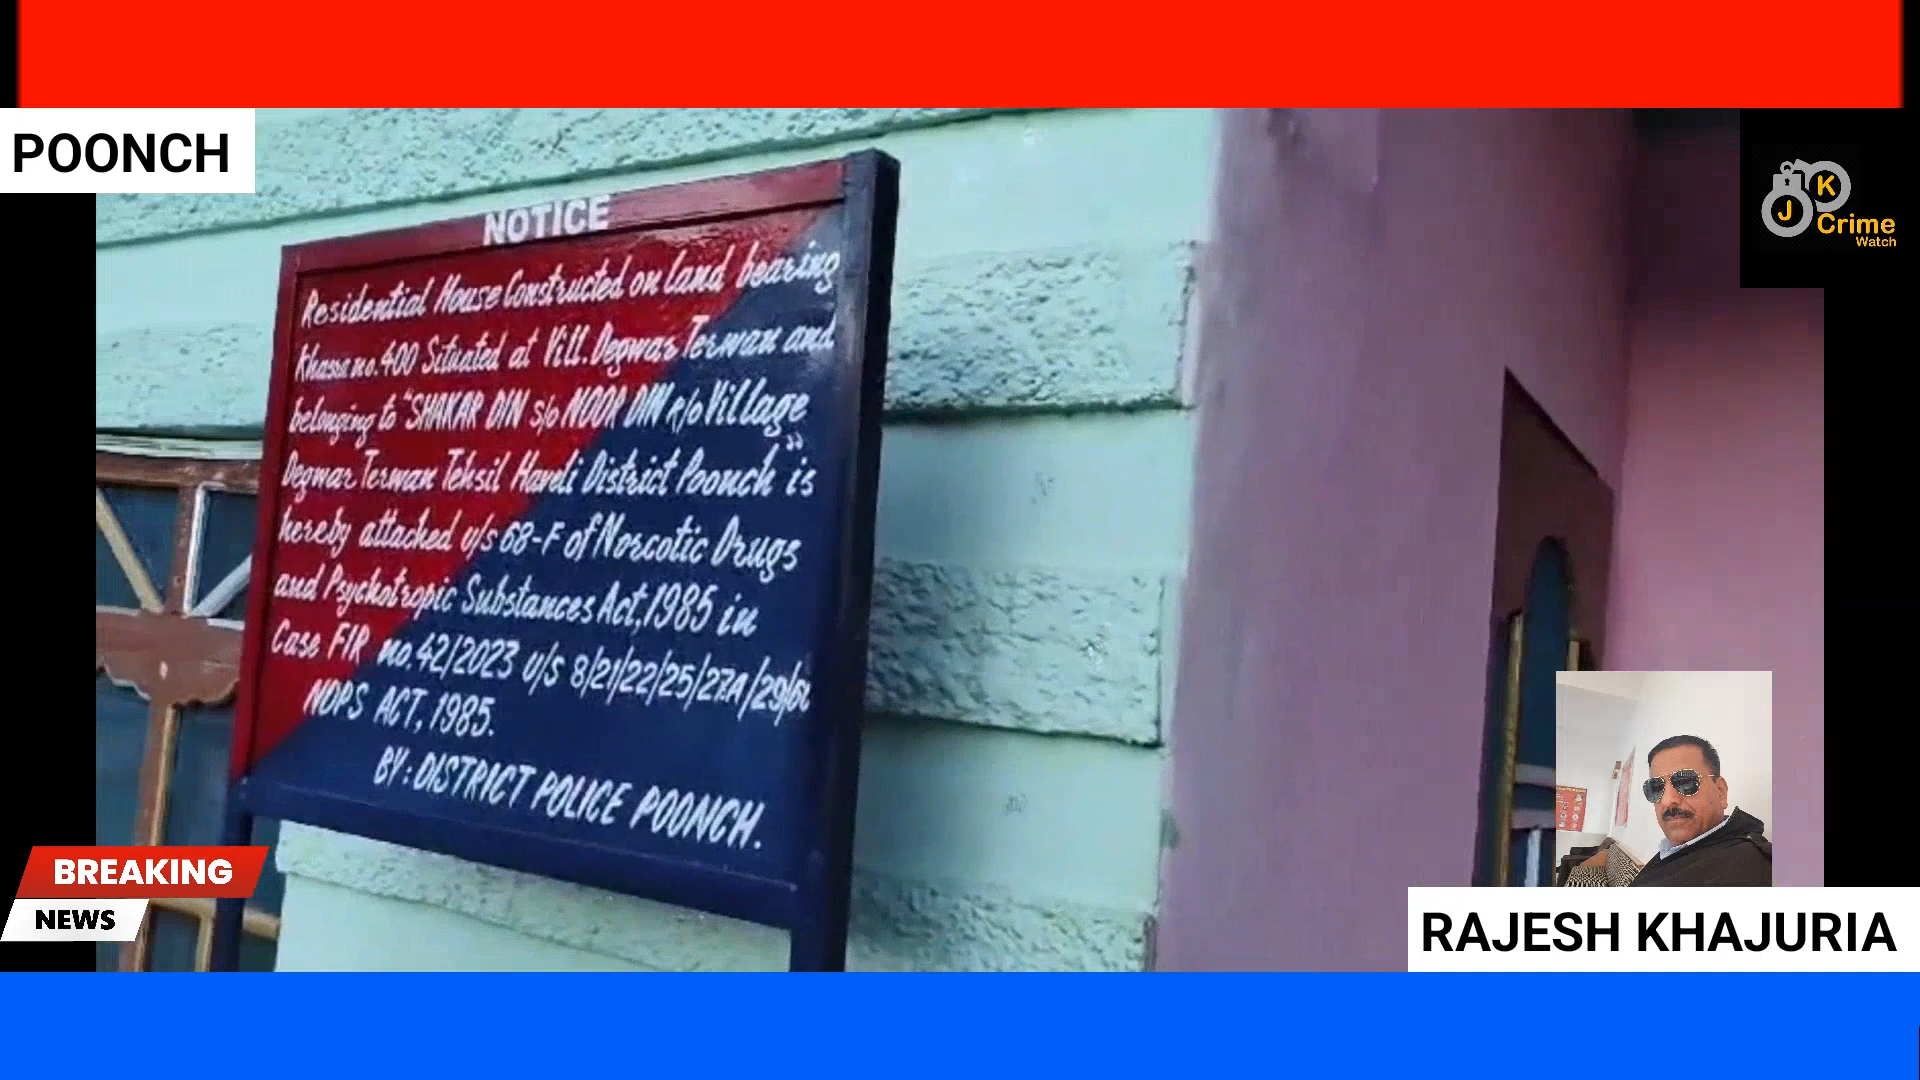 POONCH
K
J
Crime
Watch
NOTICE
Residential House Constructed on land bearing
Khasra no. 400 Situated at Vill. Degwar Terwan and
belonging to "SHAKAR DIN s/o NOOR DIN R/o Village
Degwar Terwan Tehsil Haveli District Poonch" is
hereby attached u/s 68-F of Norcotic Drugs
and Psychotropic Substances Act, 1985 in
Case FIR no. 42/2023 U/S 8/21/22/25/27A/29/60
NDPS ACT, 1985.
BY: DISTRICT POLICE POONCH.
BREAKING
NEWS
RAJESH KHAJURIA